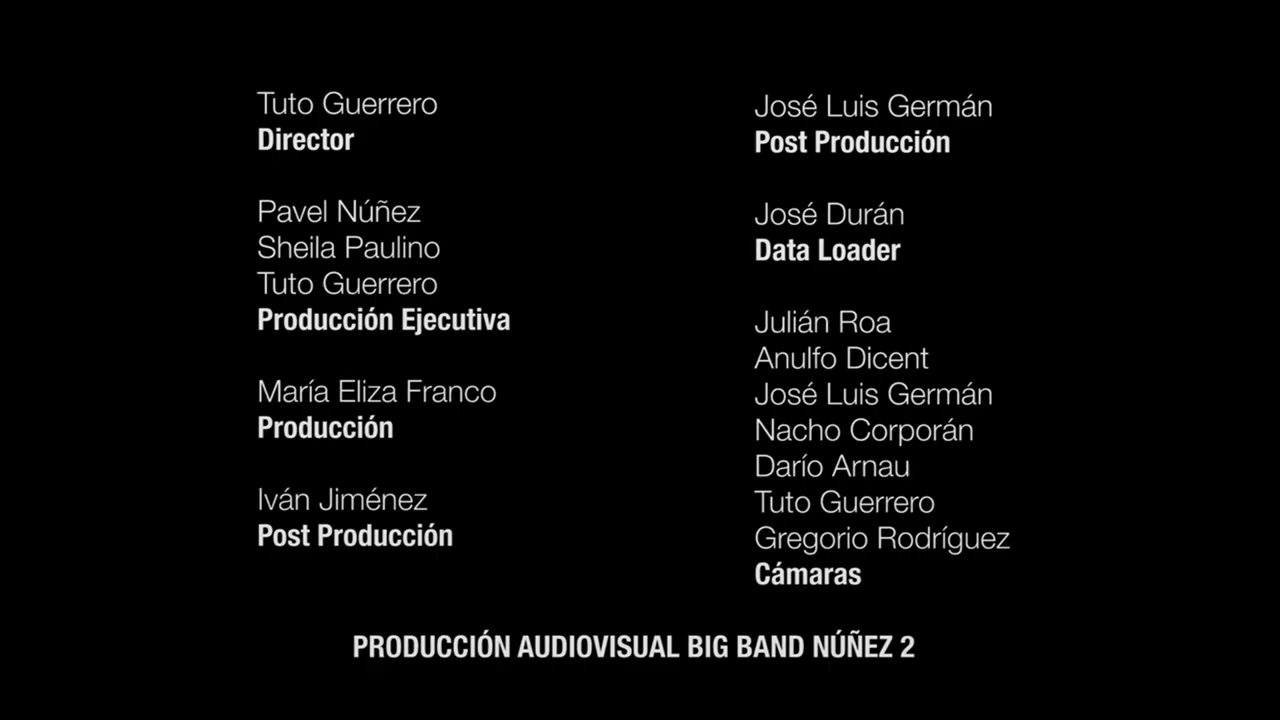 Tuto Guerrero
Director
Pavel Núñez
Sheila Paulino
Tuto Guerrero
Producción Ejecutiva
María Eliza Franco
Producción
Iván Jiménez
Post Producción
José Luis Germán
Post Producción
José Durán
Data Loader
Julián Roa
Anulfo Dicent
José Luis Germán
Nacho Corporán
Darío Arnau
Tuto Guerrero
Gregorio Rodríguez
Cámaras
PRODUCCIÓN AUDIOVISUAL BIG BAND NÚÑEZ 2